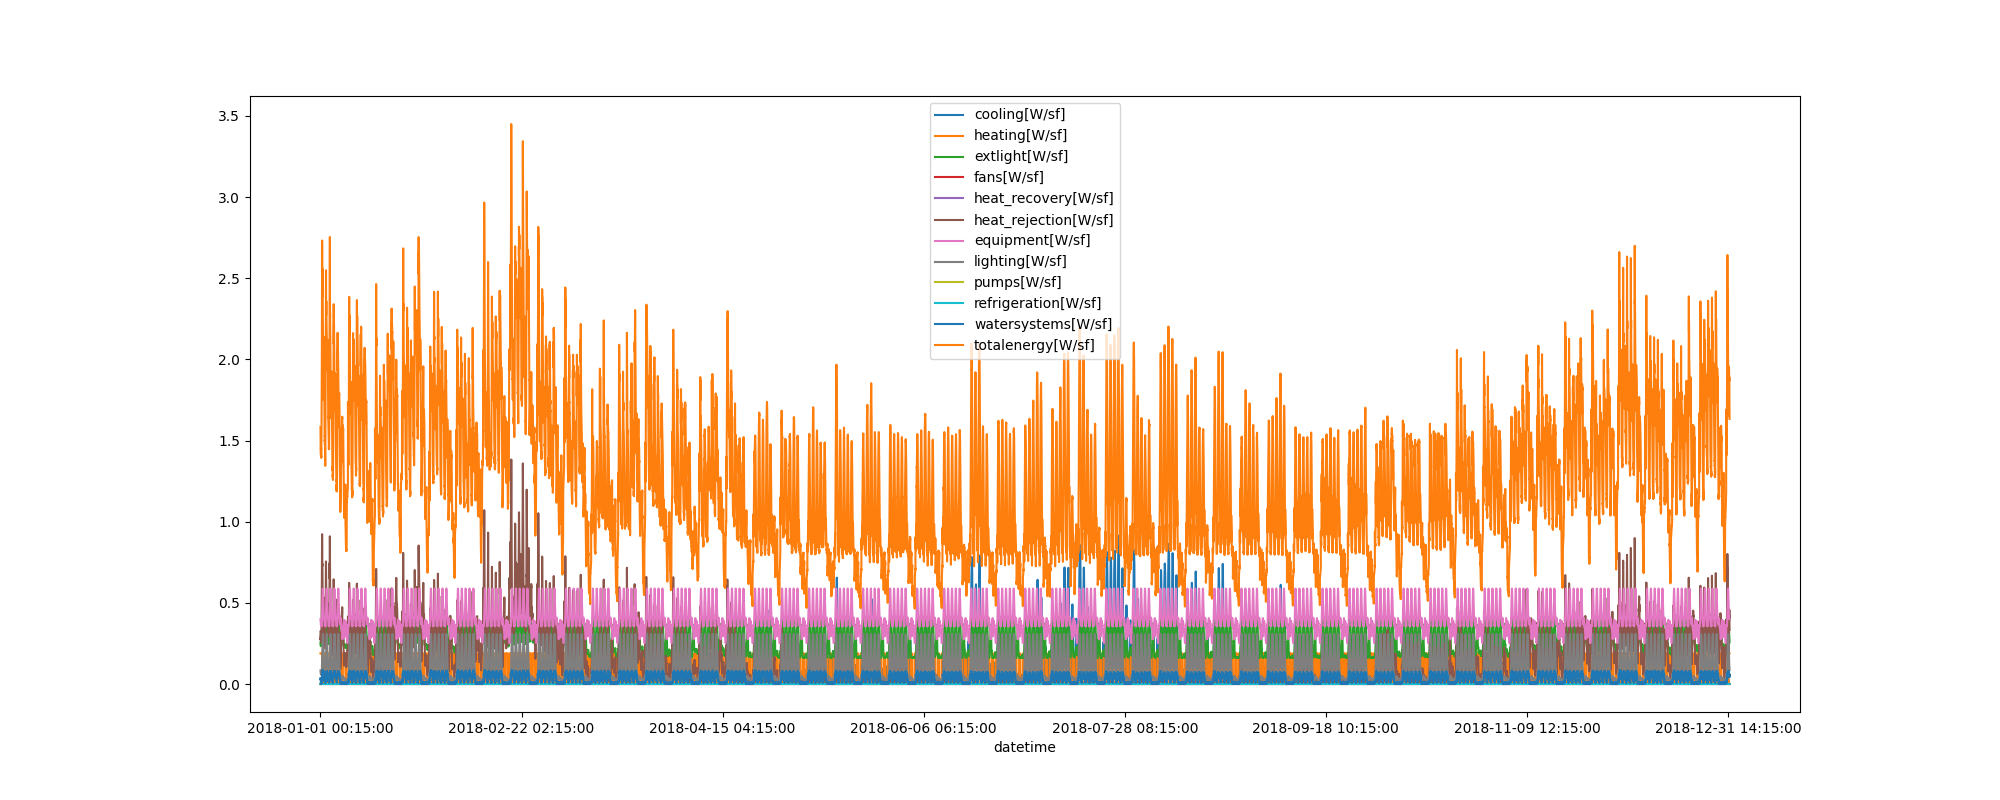 3.5
3.0
2.5
2.0
1.5
1.0
0.5
0.0
cooling[W/sf]
heating[W/sf]
extlight[W/sf]
fans[W/sf]
heat_recovery[W/sf]
heat_rejection[W/sf]
equipment[W/sf]
lighting[W/sf]
pumps[W/sf]
refrigeration[W/sf]
watersystems[W/sf]
totalenergy[W/sf]
2018-01-01 00:15:00 2018-02-22 02:15:00 2018-04-15 04:15:00 2018-06-06 06:15:00 2018-07-28 08:15:00 2018-09-18 10:15:00 2018-11-09 12:15:00 2018-12-31 14:15:00
datetime